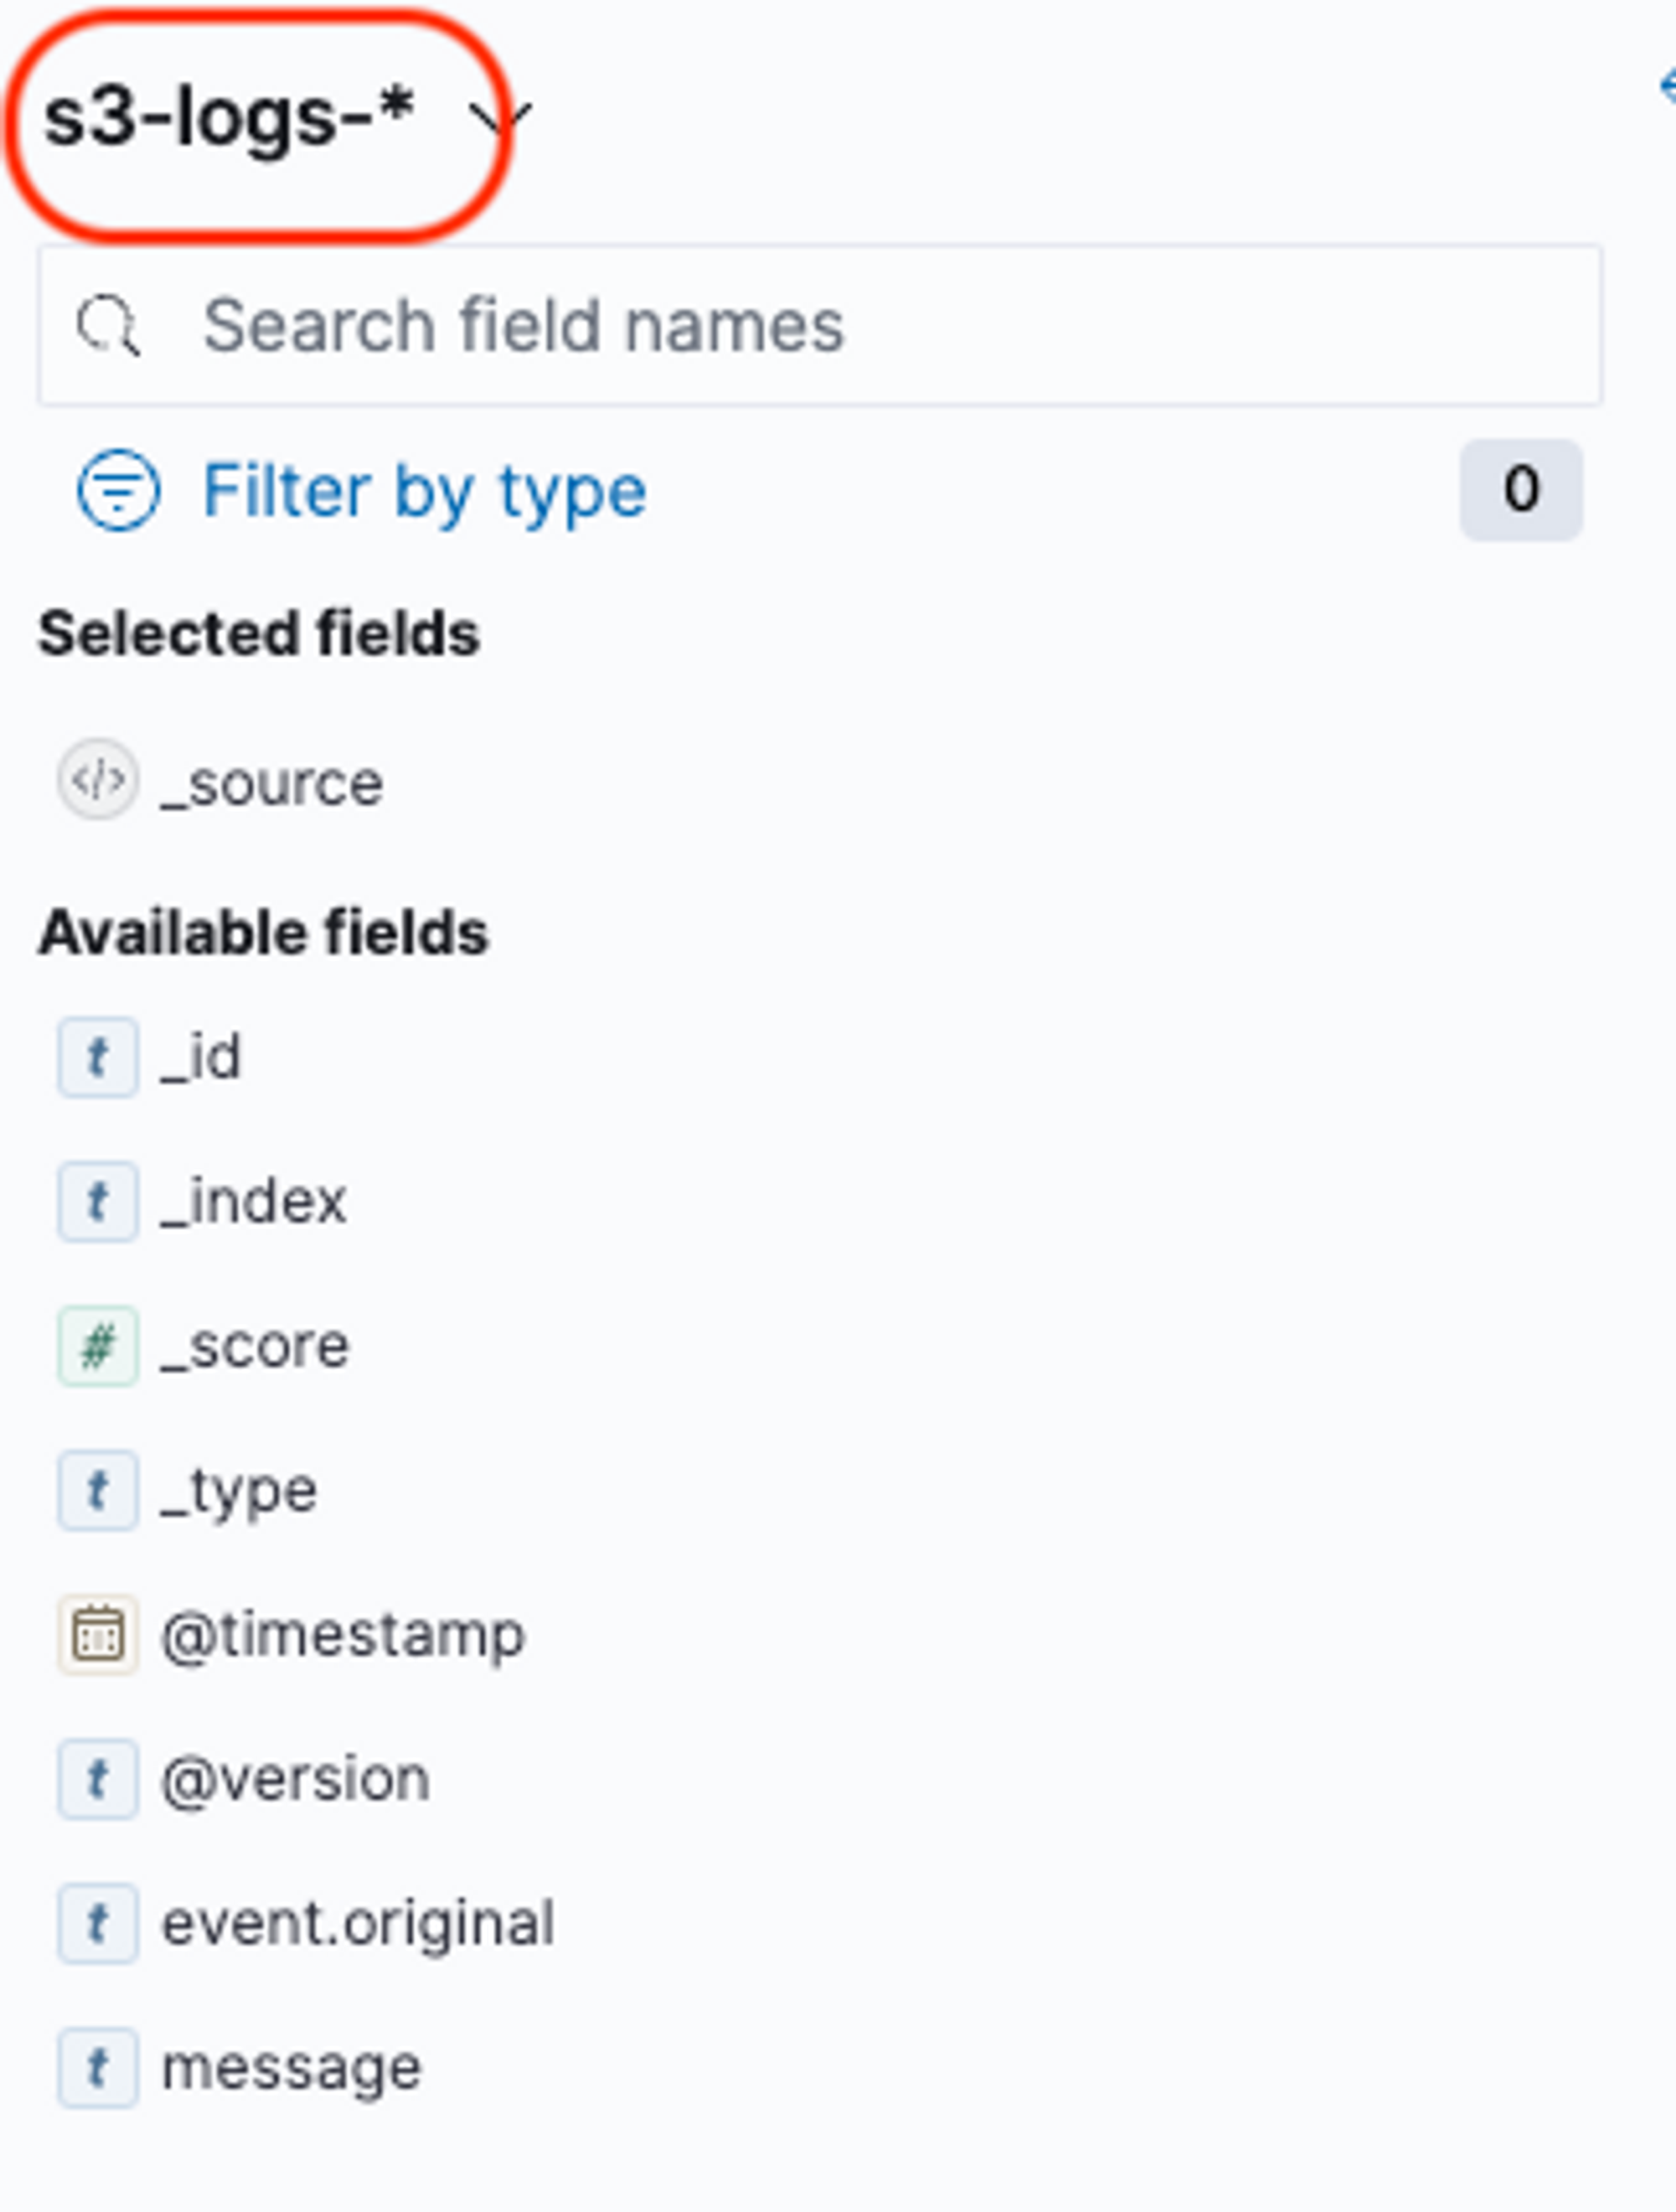 s3-logs-*
Search field names
Filter by type 0
Selected fields
_source
Available fields
t _id
t _index
# _score
t _type
@timestamp
t @version
t event.original
t message